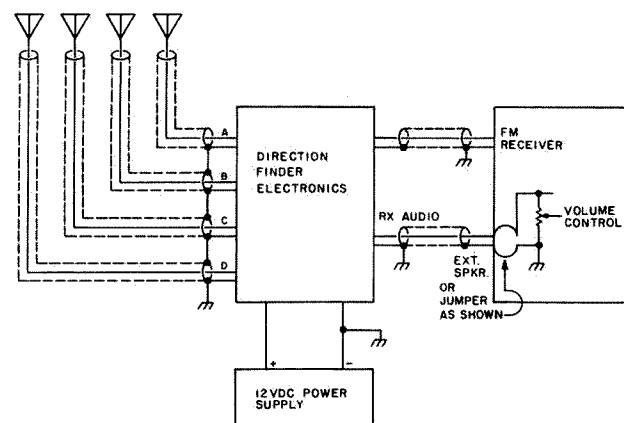 A
B
C
D
DIRECTION
FINDER
ELECTRONICS
FM
RECEIVER
RX AUDIO
VOLUME
CONTROL
EXT.
SPKR.
OR
JUMPER
AS SHOWN
+
-
12VDC POWER
SUPPLY